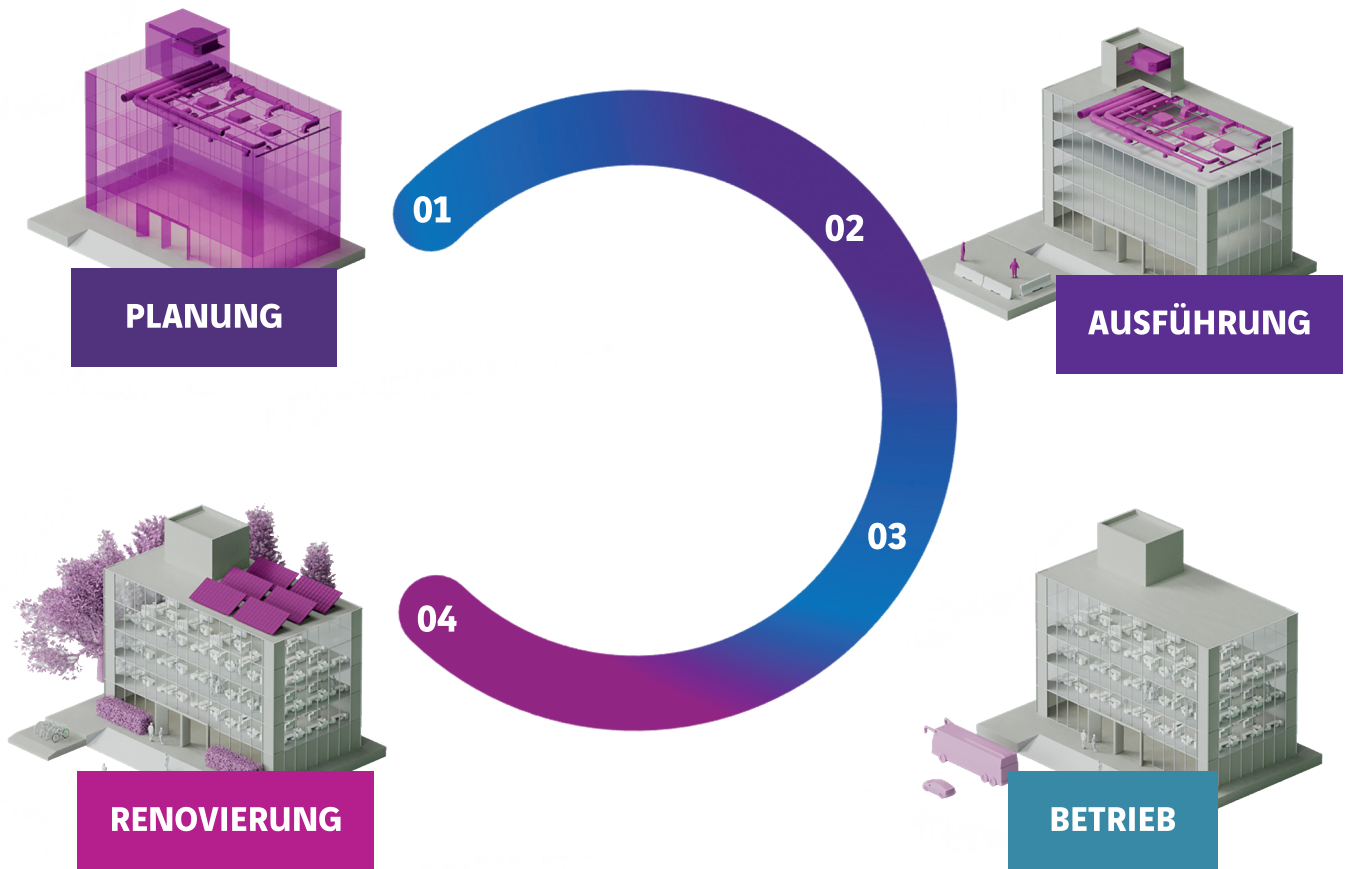 01
PLANUNG
02
AUSFÜHRUNG
03
BETRIEB
04
RENOVIERUNG